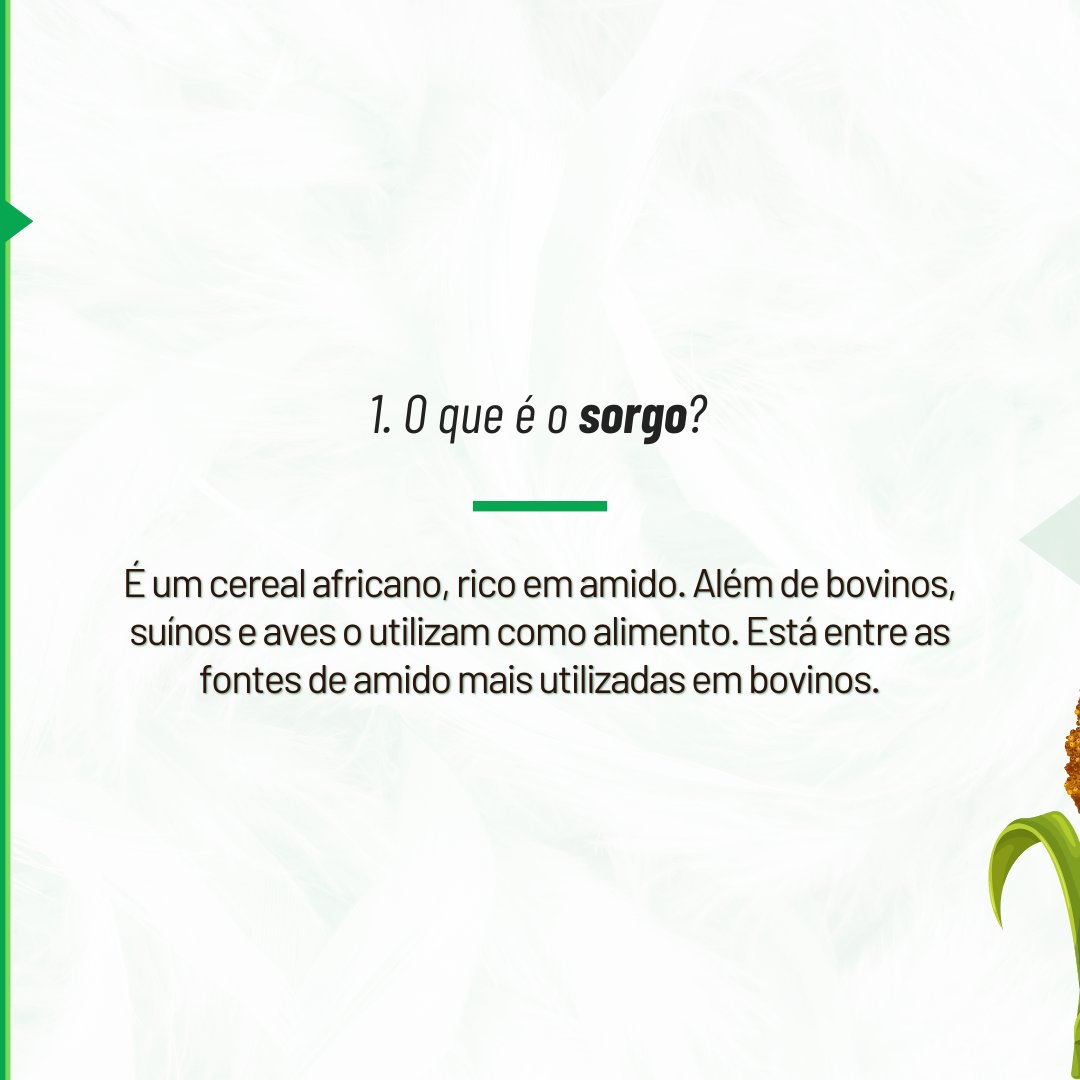 1. O que é o sorgo?
É um cereal africano, rico em amido. Além de bovinos,
suínos e aves o utilizam como alimento. Está entre as
fontes de amido mais utilizadas em bovinos.